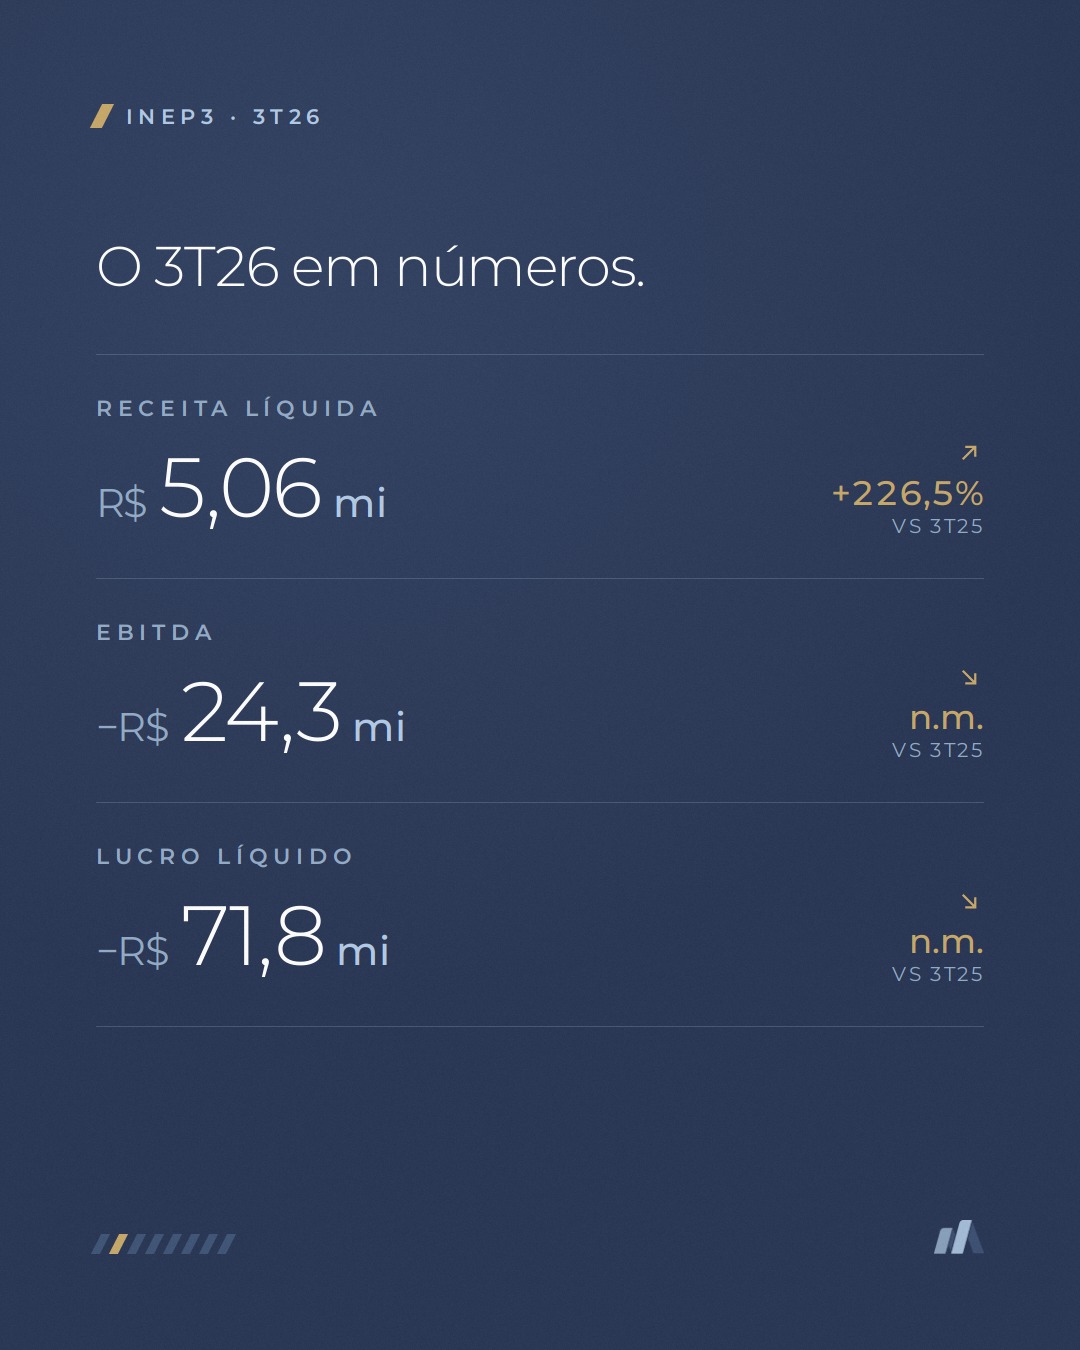 INEP3 · 3T26
O 3T26 em números.
RECEITA LÍQUIDA
R$ 5,06 mi
↗
+226,5%
VS 3T25
EBITDA
−R$ 24,3 mi
↘
n.m.
VS 3T25
LUCRO LÍQUIDO
−R$ 71,8 mi
↘
n.m.
VS 3T25